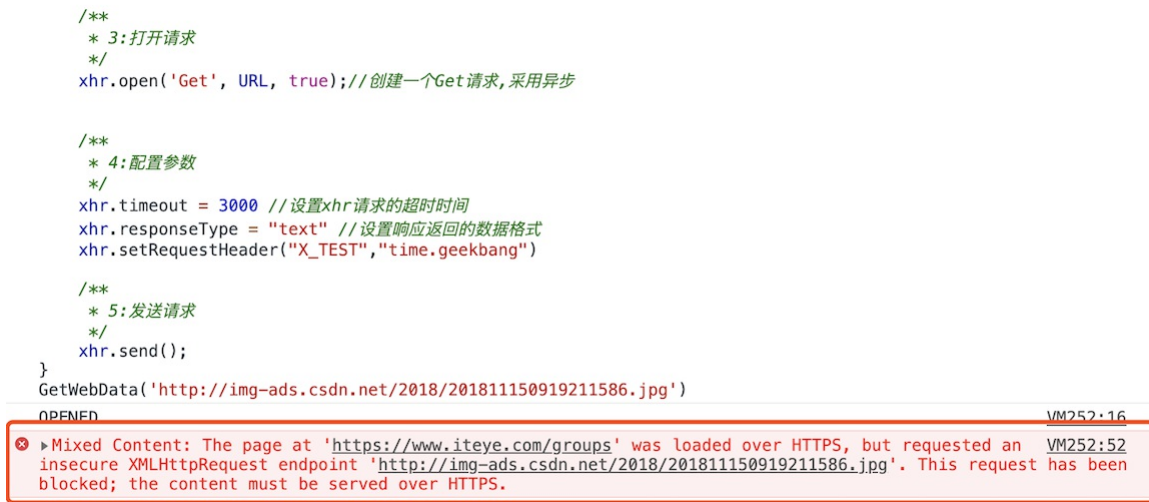 /**
* 3:打开请求
*/
xhr.open('Get', URL, true);//创建一个Get请求,采用异步
/**
* 4:配置参数
*/
xhr.timeout = 3000 //设置xhr请求的超时时间
xhr.responseType = "text" //设置响应返回的数据格式
xhr.setRequestHeader("X_TEST","time.geekbang")
/**
* 5:发送请求
*/
xhr.send();
}
GetWebData('http://img-ads.csdn.net/2018/201811150919211586.jpg')
OPENED VM252:16
Mixed Content: The page at 'https://www.iteye.com/groups' was loaded over HTTPS, but requested an VM252:52
insecure XMLHttpRequest endpoint 'http://img-ads.csdn.net/2018/201811150919211586.jpg'. This request has been
blocked; the content must be served over HTTPS.